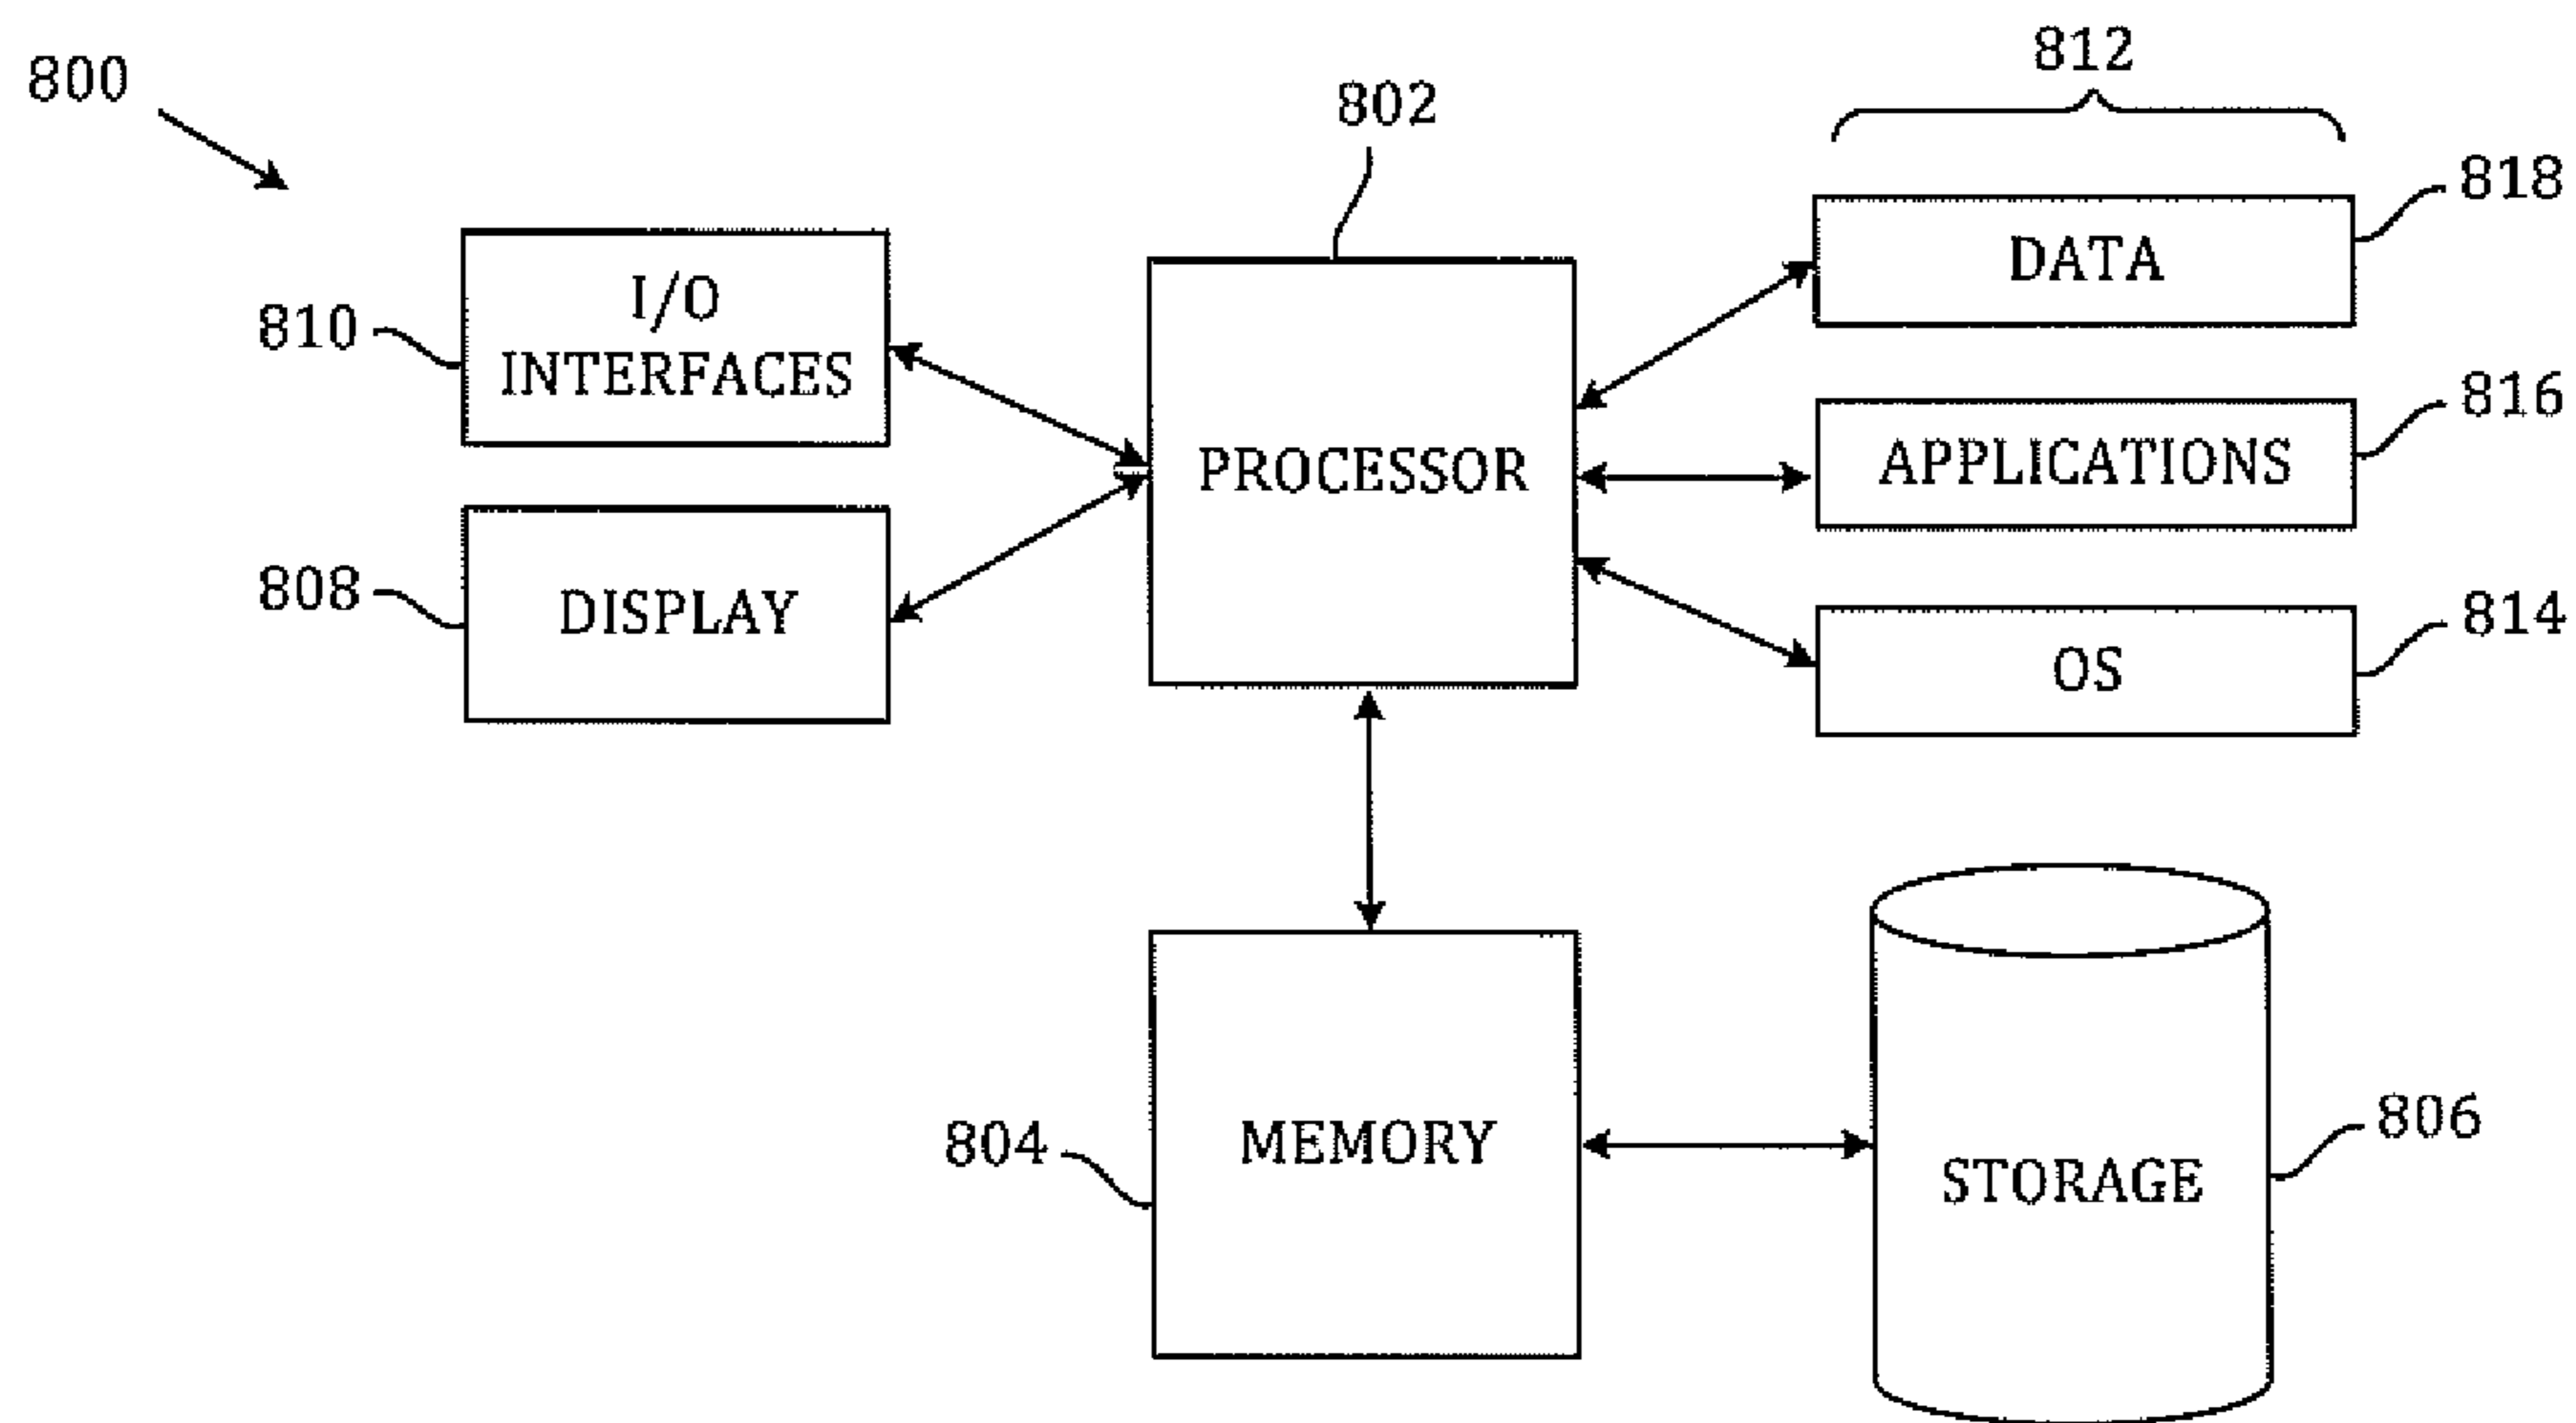 800
812
802
818
DATA
I/O
INTERFACES
810
816
APPLICATIONS
PROCESSOR
808
DISPLAY
814
OS
804
MEMORY
806
STORAGE